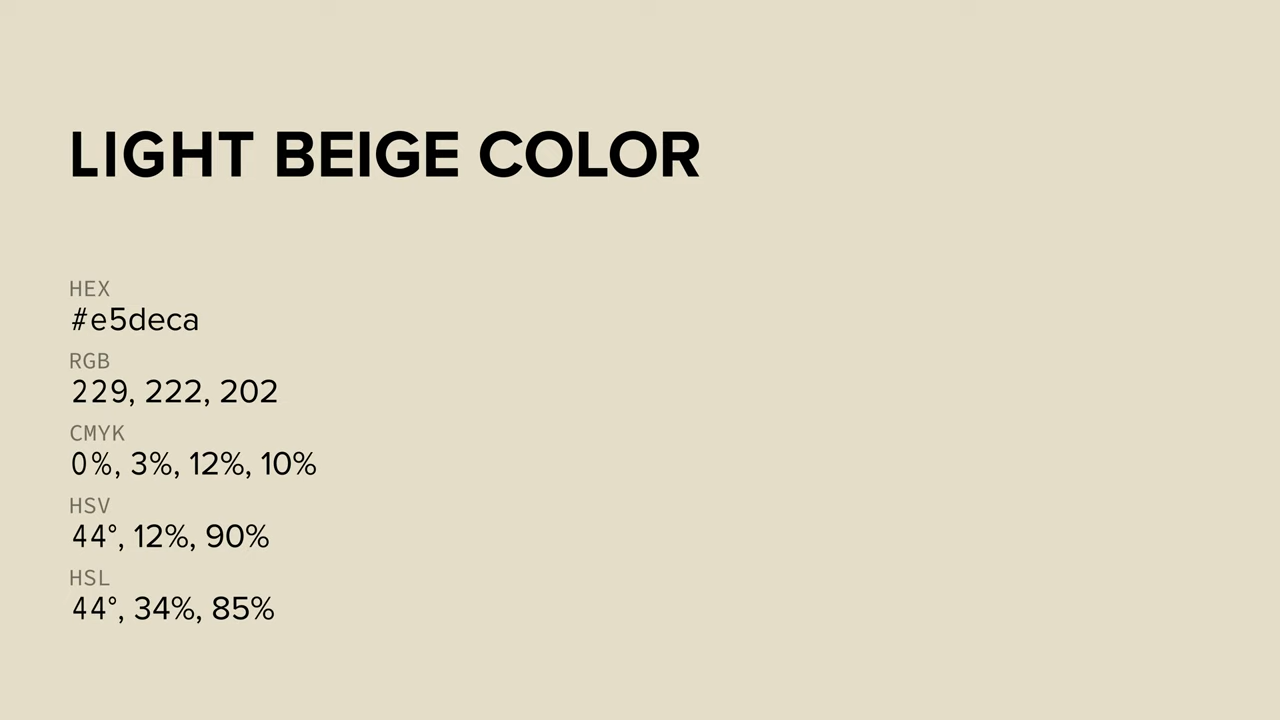 LIGHT BEIGE COLOR
HEX
#e5deca
RGB
229, 222, 202
CMYK
0%, 3%, 12%, 10%
HSV
44°, 12%, 90%
HSL
44°, 34%, 85%